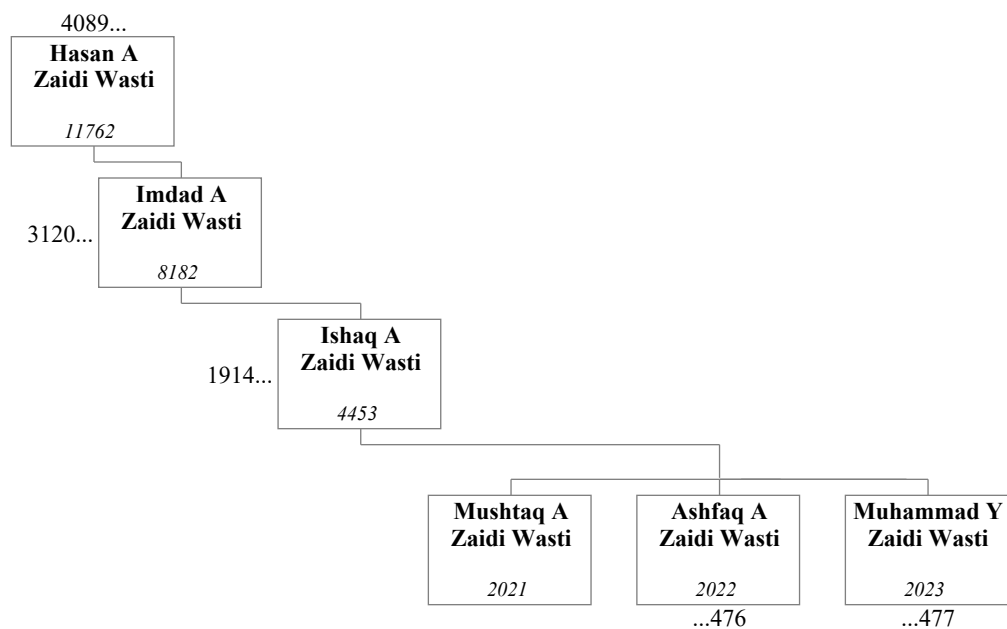 4089...
Hasan A
Zaidi Wasti
11762
Imdad A
Zaidi Wasti
3120...
8182
Ishaq A
Zaidi Wasti
1914...
4453
Mushtaq A
Zaidi Wasti
2021
Ashfaq A
Zaidi Wasti
2022
...476
Muhammad Y
Zaidi Wasti
2023
...477